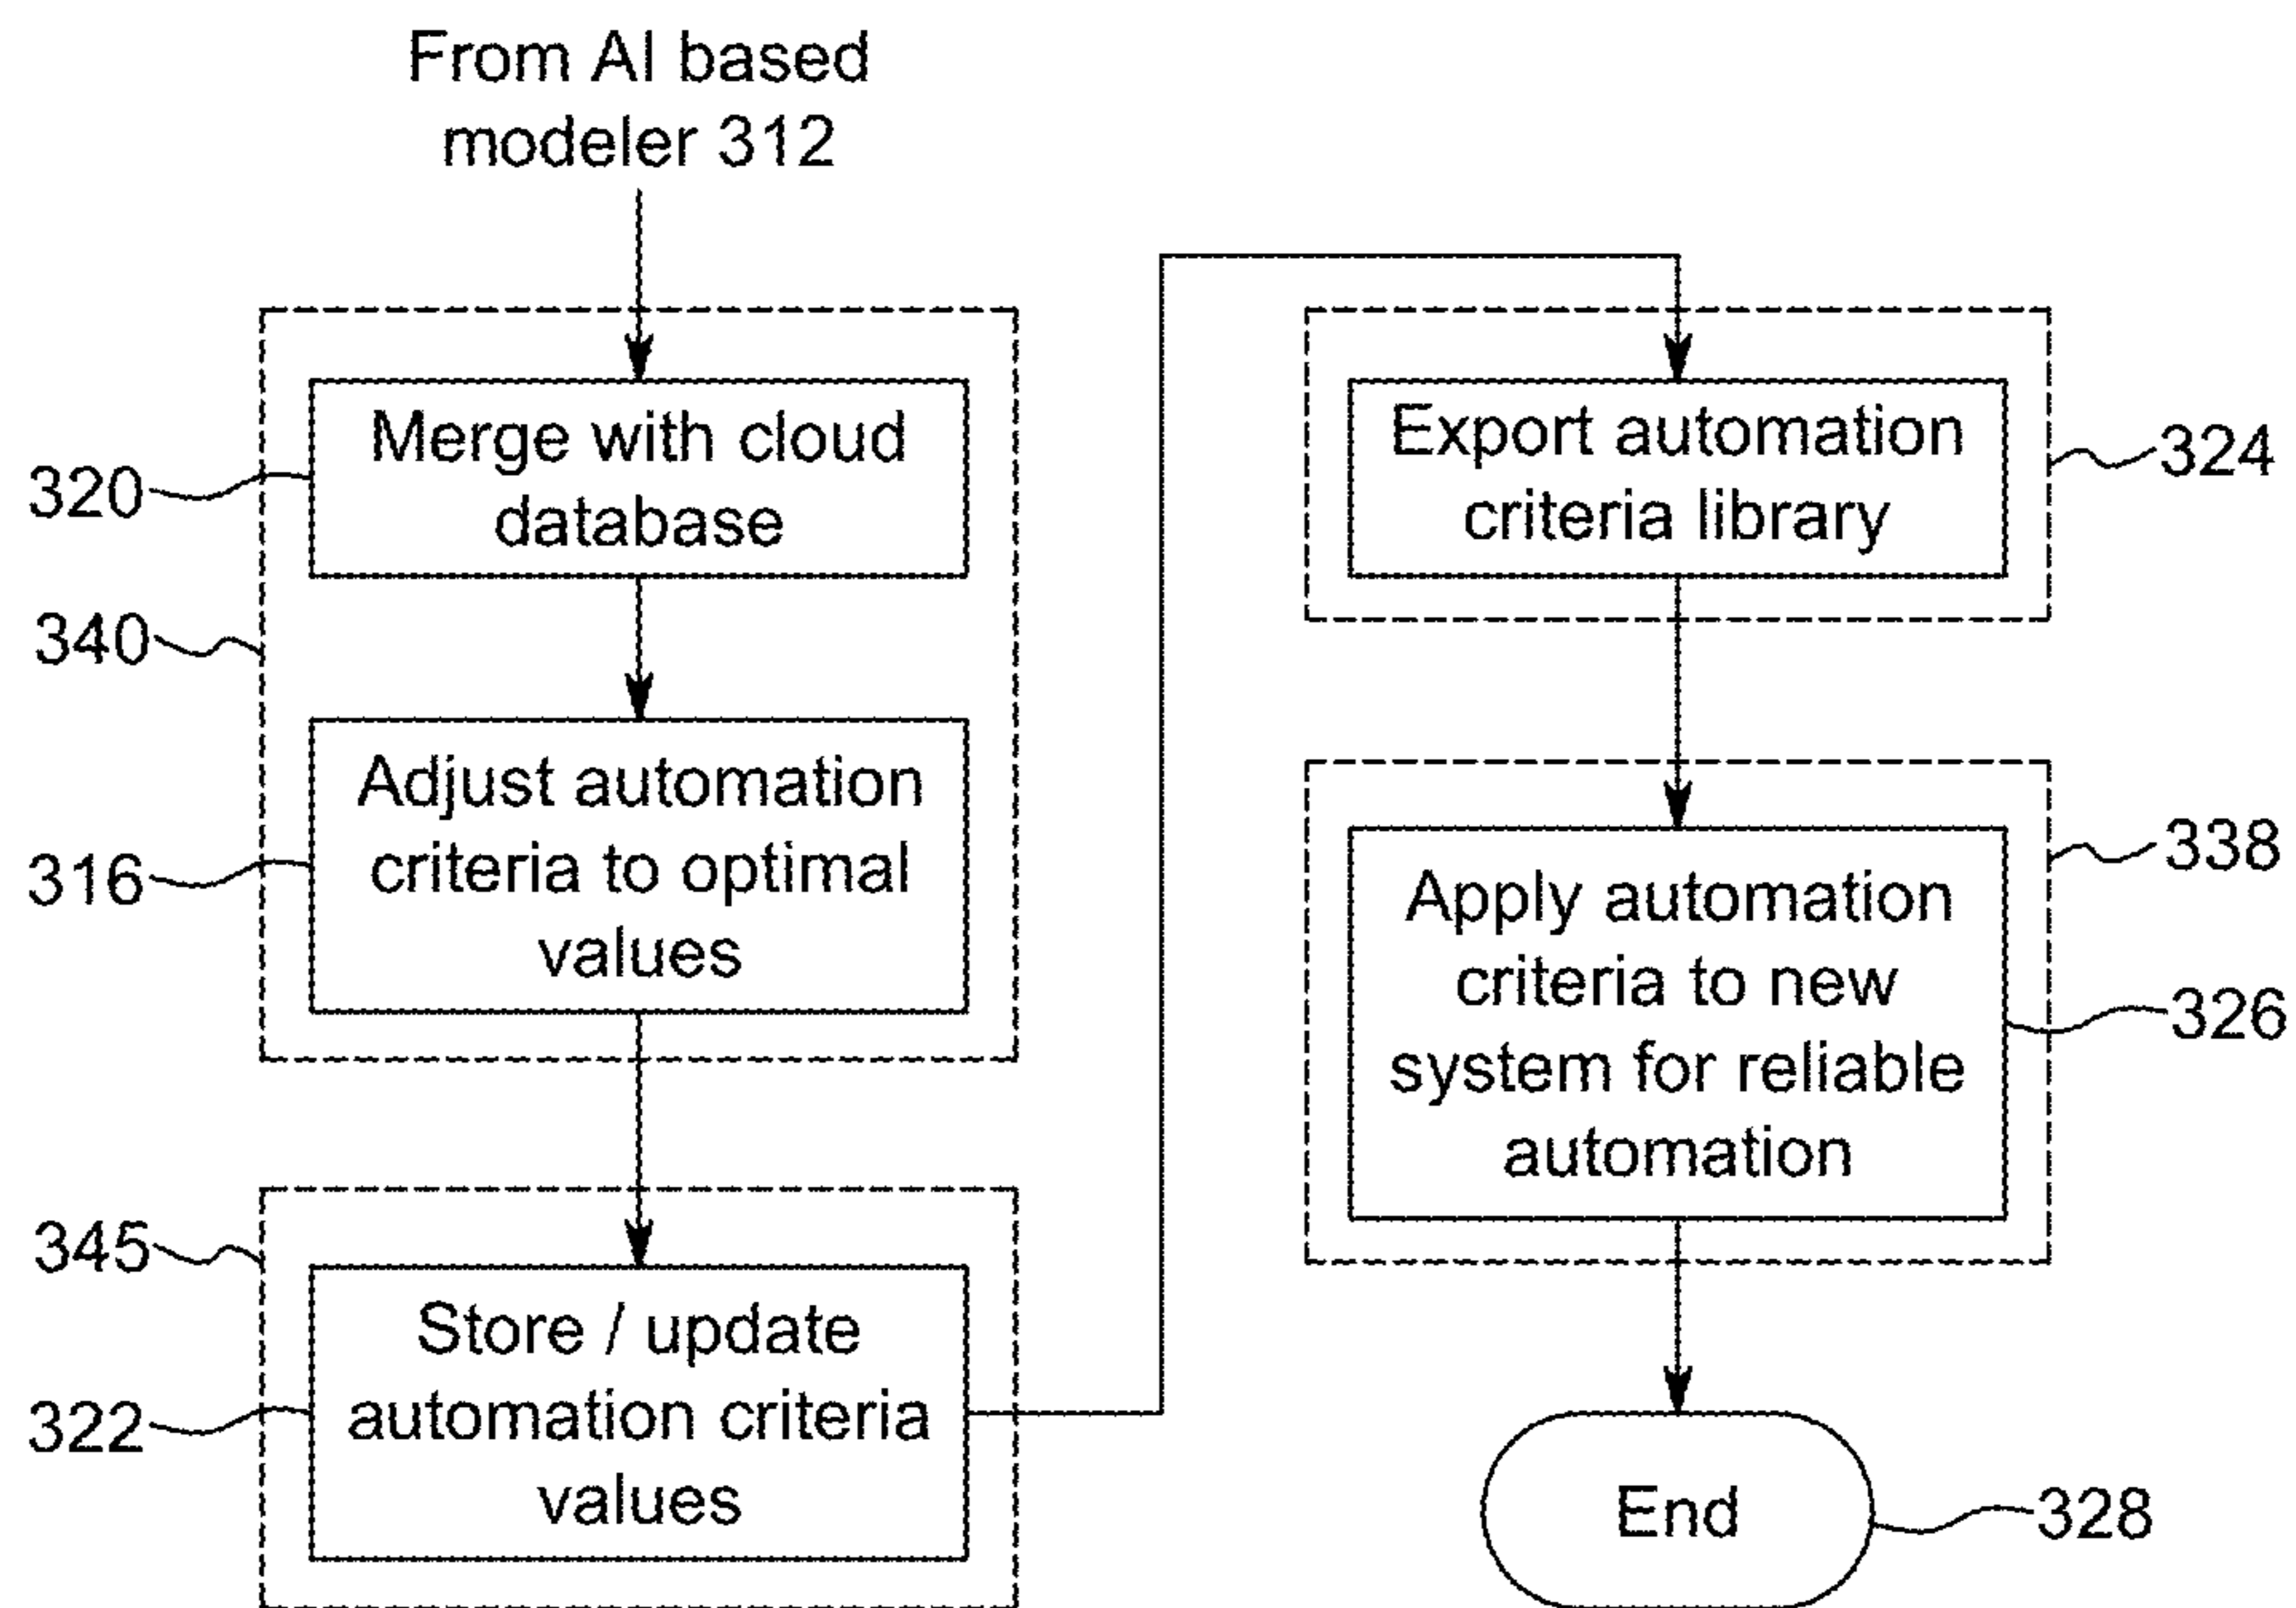 From AI based
modeler 312
320
Merge with cloud
database
340
316
Adjust automation
criteria to optimal
values
345
322
Store / update
automation criteria
values
Export automation
criteria library
324
338
Apply automation
criteria to new
system for reliable
automation
326
End
328